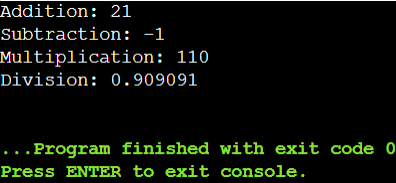 Addition: 21
Subtraction: -1
Multiplication: 110
Division: 0.909091
...Program finished with exit code 0
Press ENTER to exit console.